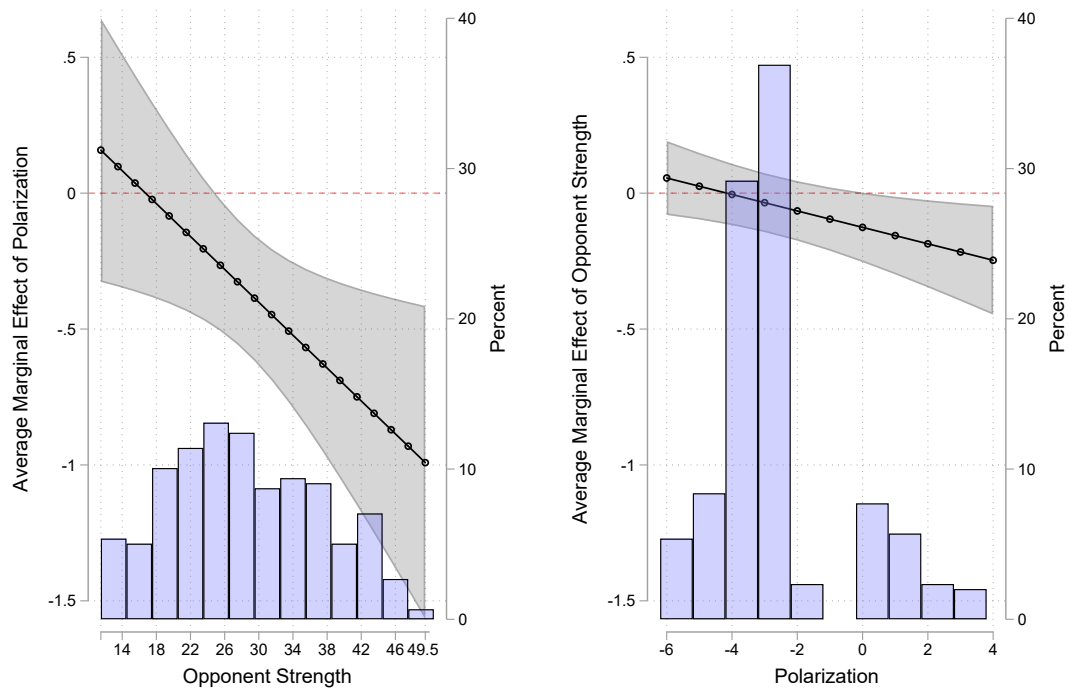 Average Marginal Effect of Polarization
.5
0
-.5
-1
-1.5
40
30
20
10
0
Percent
14 18 22 26 30 34 38 42 46 49.5
Opponent Strength
Average Marginal Effect of Opponent Strength
.5
0
-.5
-1
-1.5
40
30
20
10
0
Percent
-6 -4 -2 0 2 4
Polarization